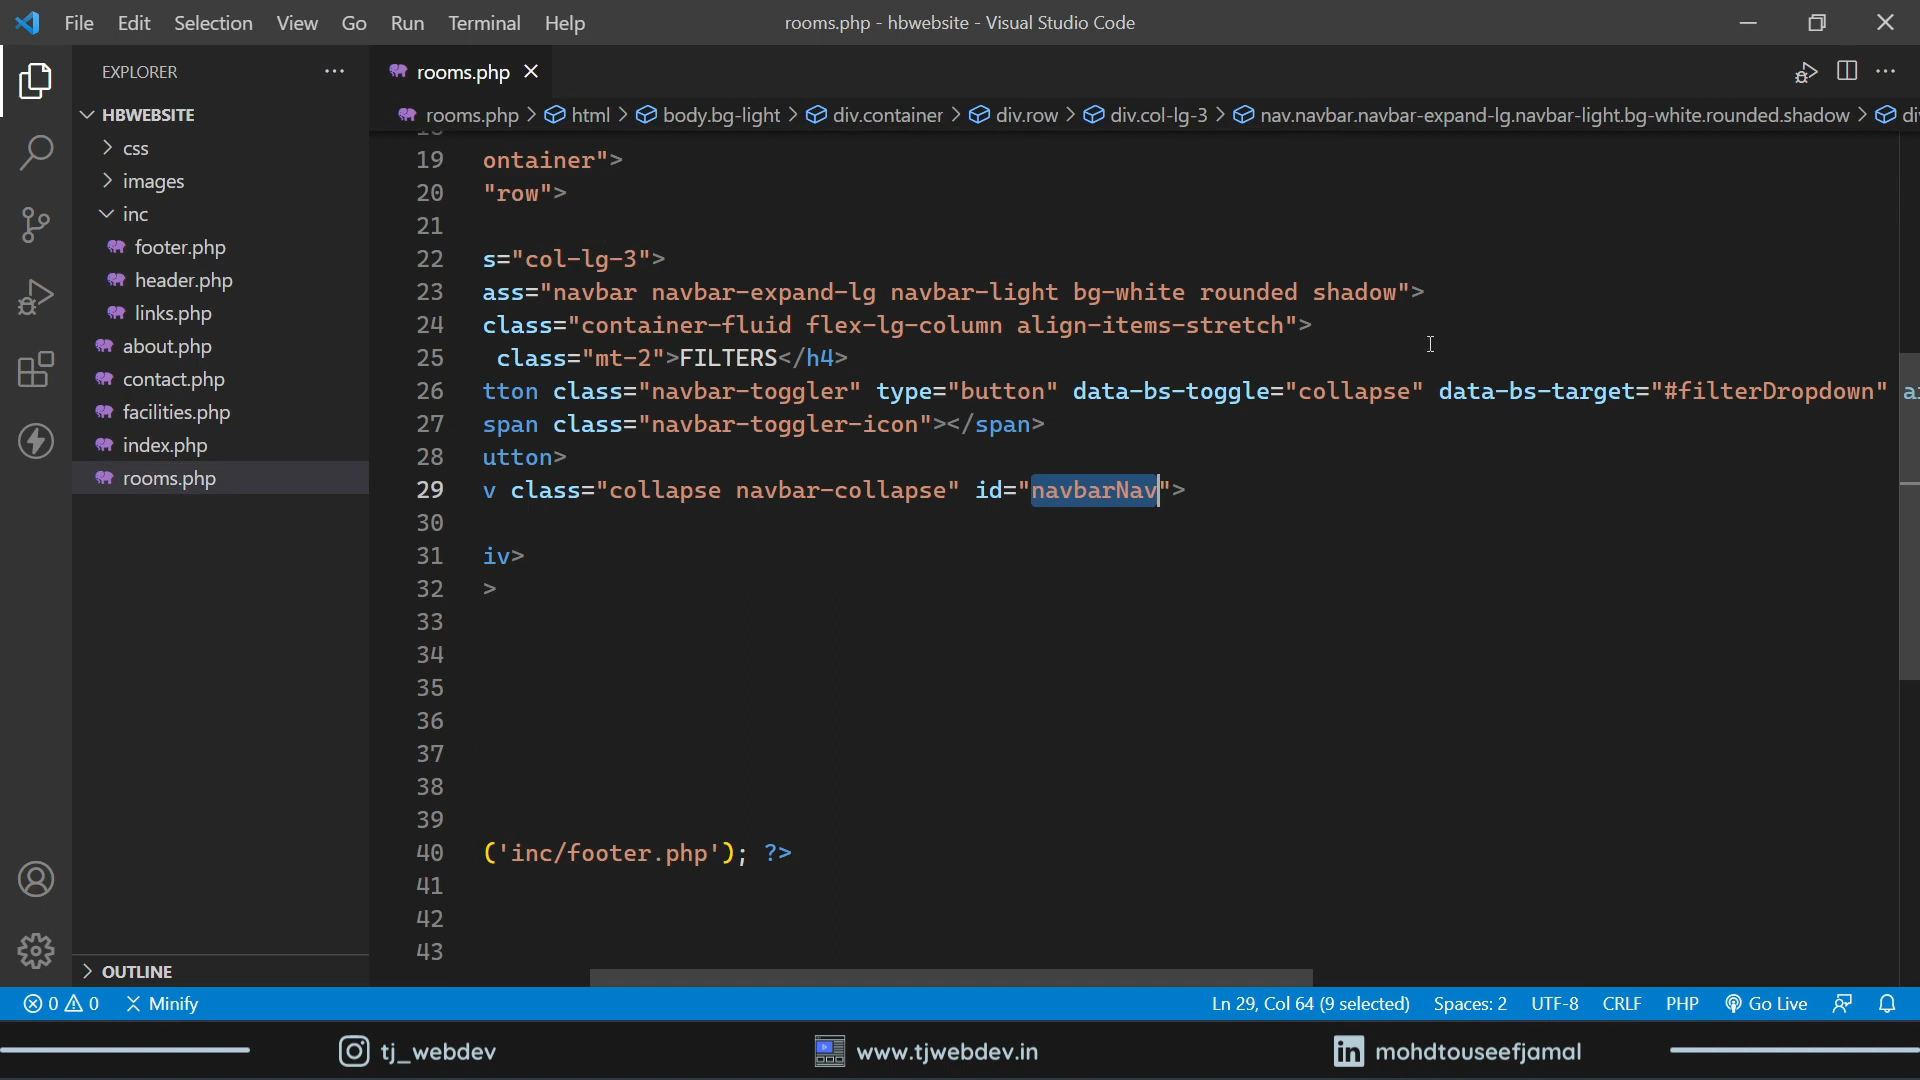 File Edit Selection View Go Run Terminal Help rooms.php - hbwebsite - Visual Studio Code
EXPLORER
rooms.php
HBWEBSITE
rooms.php > html > body.bg-light > div.container > div.row > div.col-lg-3 > nav.navbar.navbar-expand-lg.navbar-light.bg-white.rounded.shadow >
css
images
inc
footer.php
header.php
links.php
about.php
contact.php
facilities.php
index.php
rooms.php
19 ontainer">
20 "row">
21
22 s="col-lg-3">
23 ass="navbar navbar-expand-lg navbar-light bg-white rounded shadow">
24 class="container-fluid flex-lg-column align-items-stretch">
25 class="mt-2">FILTERS</h4>
26 tton class="navbar-toggler" type="button" data-bs-toggle="collapse" data-bs-target="#filterDropdown"
27 span class="navbar-toggler-icon"></span>
28 utton>
29 v class="collapse navbar-collapse" id="navbarNav">
30
31 iv>
32 >
33
34
35
36
37
38
39
40 ('inc/footer.php'); ?>
41
42
43
OUTLINE
0 0 Minify Ln 29, Col 64 (9 selected) Spaces: 2 UTF-8 CRLF PHP Go Live
tj_webdev www.tjwebdev.in mohdtouseefjamal